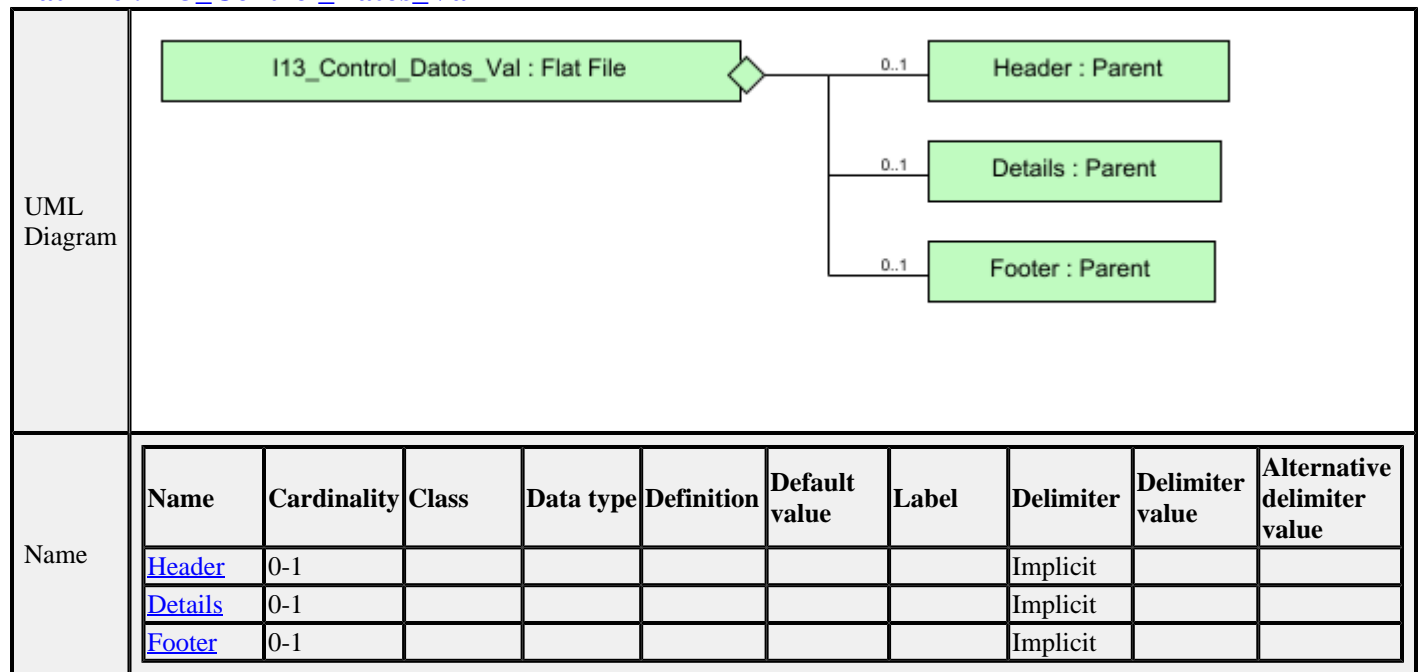 I13_Control_Datos_Val : Flat File
0..1
Header : Parent
0..1
Details : Parent
0..1
Footer : Parent
UML
Diagram
Name
Name Cardinality Class Data type Definition Default value Label Delimiter Delimiter value Alternative delimiter value
Header 0-1 Implicit
Details 0-1 Implicit
Footer 0-1 Implicit